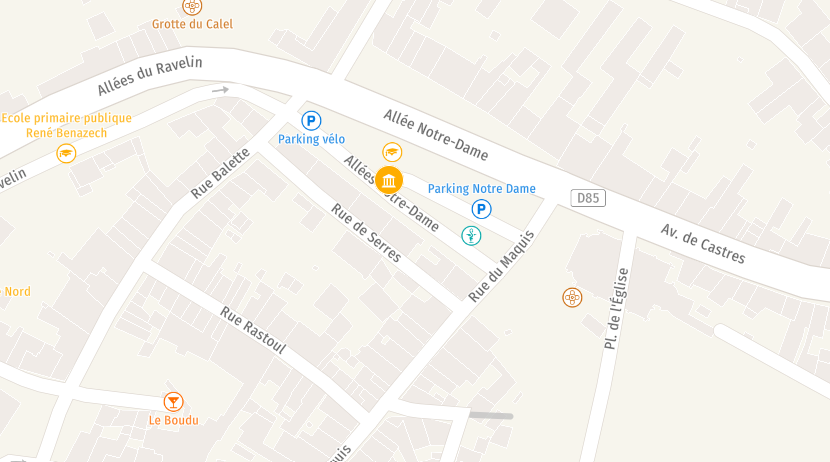 Grotte du Calel
Allées du Ravelin
Ecole primaire publique
René Benazech
P
Parking vélo
Allée Notre-Dame
Rue Balette
velin
Allées Notre-Dame
Parking Notre Dame
P
D85
Rue de Serres
Av. de Castres
Rue du Maquis
Nord
Pl. de l'Église
Rue Rastoul
Le Boudu
quis